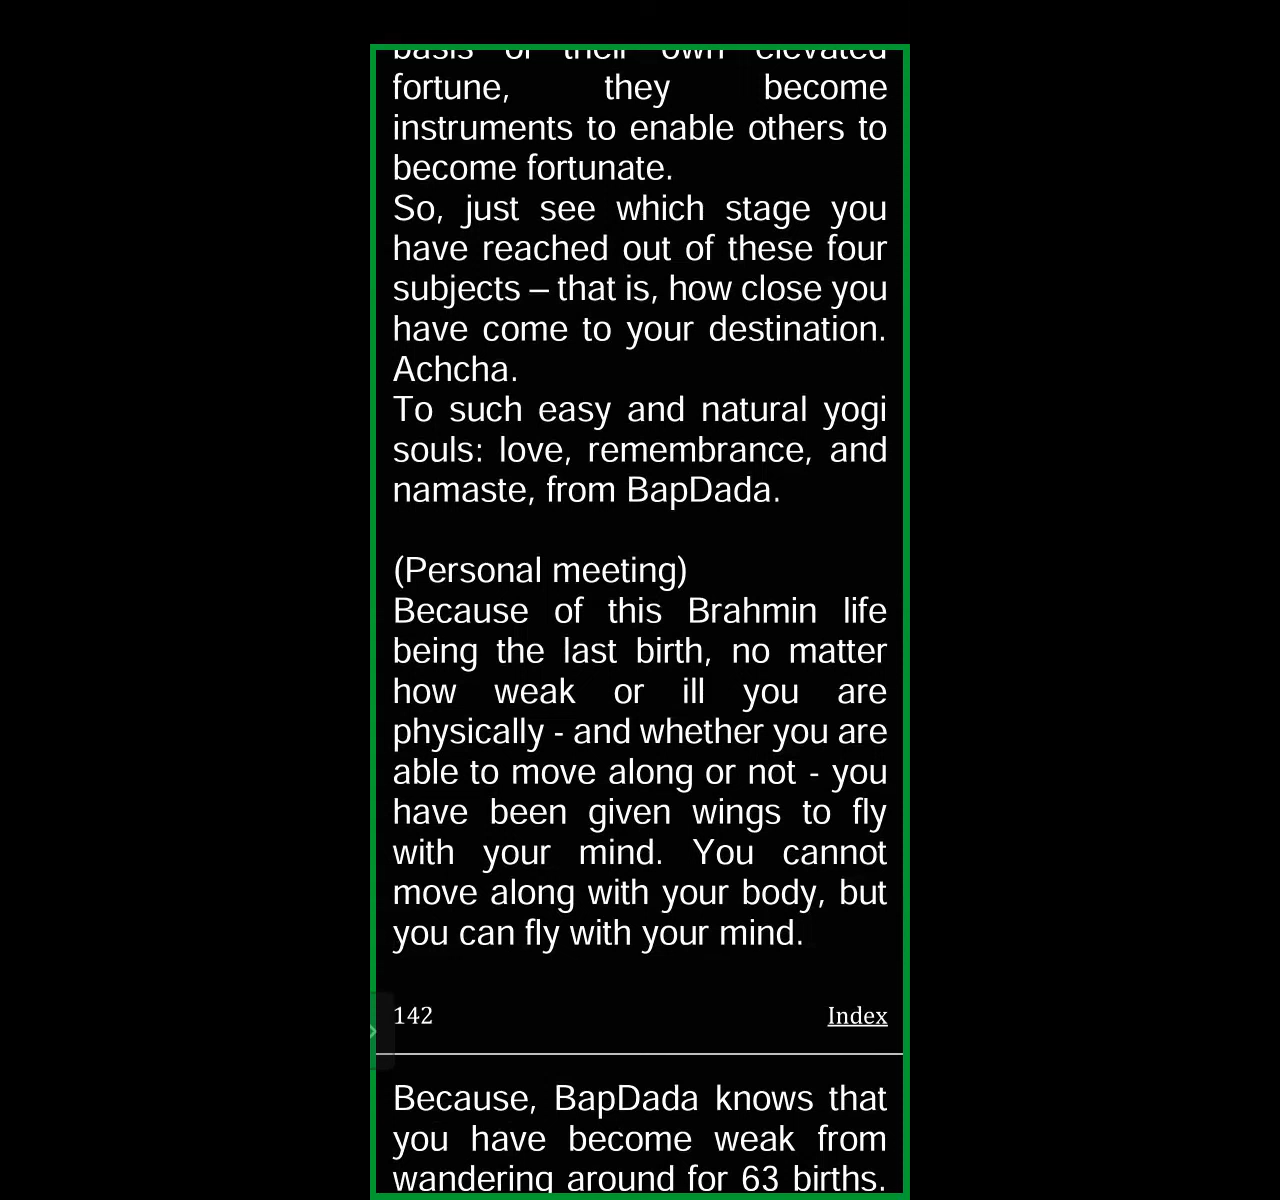 basis of their own elevated
fortune, they become
instruments to enable others to
become fortunate.
So, just see which stage you
have reached out of these four
subjects – that is, how close you
have come to your destination.
Achcha.
To such easy and natural yogi
souls: love, remembrance, and
namaste, from BapDada.
(Personal meeting)
Because of this Brahmin life
being the last birth, no matter
how weak or ill you are
physically - and whether you are
able to move along or not - you
have been given wings to fly
with your mind. You cannot
move along with your body, but
you can fly with your mind.
142 Index
Because, BapDada knows that
you have become weak from
wandering around for 63 births.